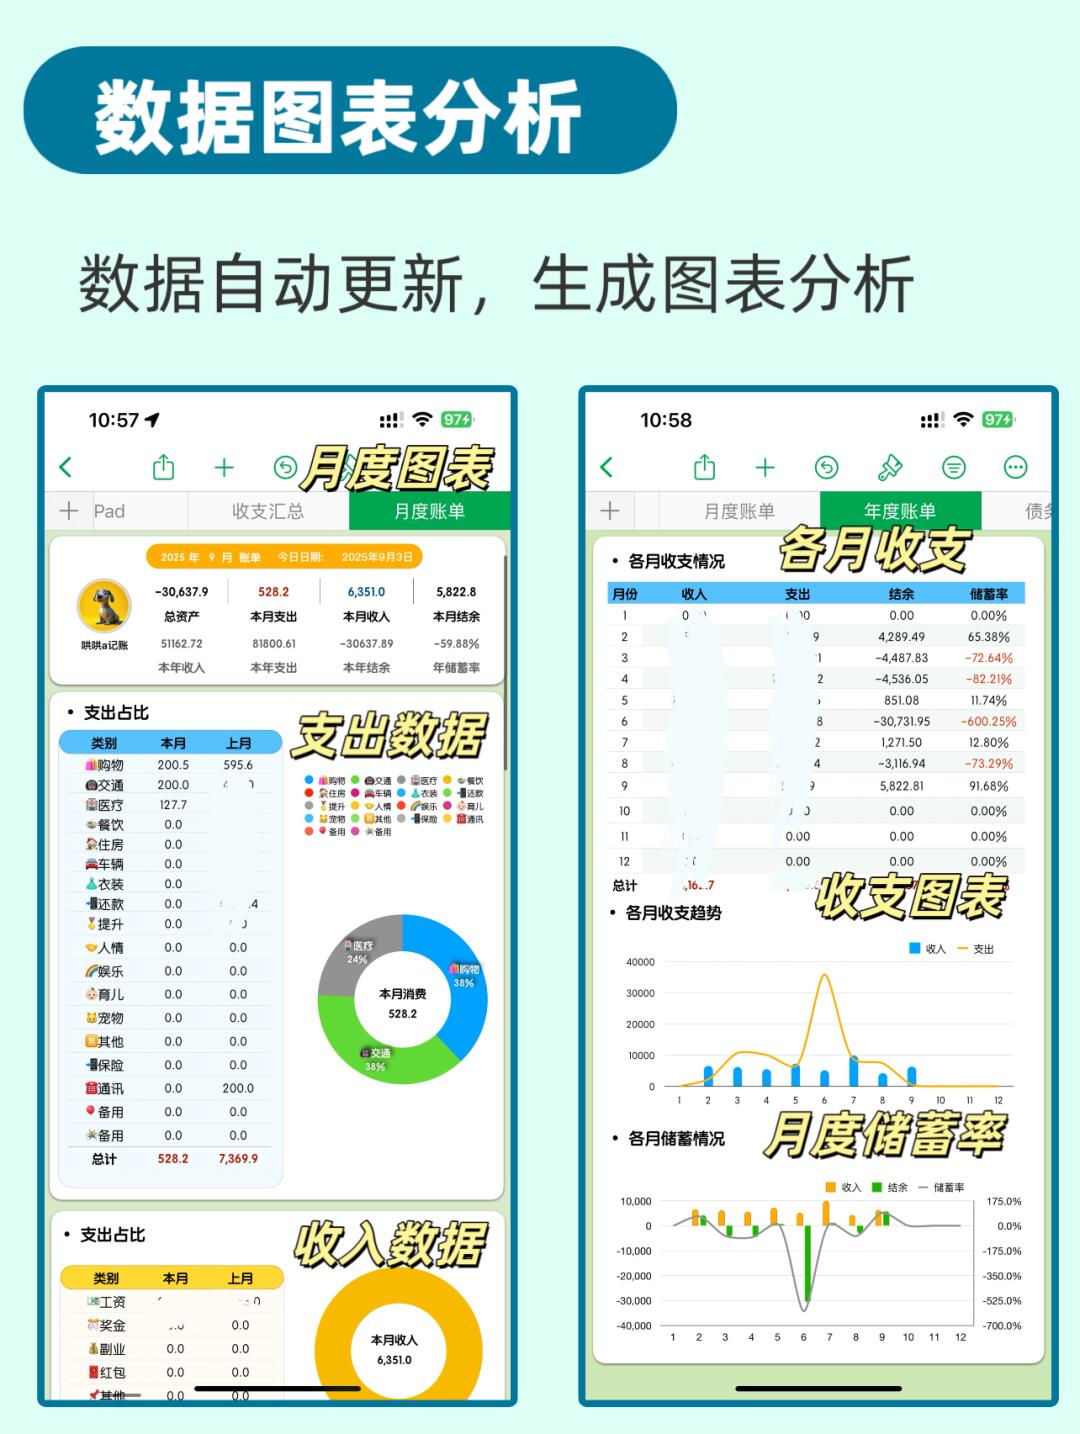 数据图表分析
数据自动更新，生成图表分析
10:57
97
月度图表
Pad
收支汇总
月度账单
2025 年 9 月 账单 今日日期: 2025年9月3日
-30,637.9 528.2 6,351.0 5,822.8
总资产 本月支出 本月收入 本月结余
哄哄a记账
51162.72 81800.61 -30637.89 -59.88%
本年收入 本年支出 本年结余 年储蓄率
• 支出占比
支出数据
类别 本月 上月
购物 200.5 595.6
交通 200.0
医疗 127.7
餐饮 0.0
住房 0.0
车辆 0.0
衣装 0.0
还款 0.0
提升 0.0
人情 0.0 0.0
娱乐 0.0 0.0
育儿 0.0 0.0
宠物 0.0 0.0
其他 0.0 0.0
保险 0.0 0.0
通讯 0.0 200.0
备用 0.0 0.0
备用 0.0 0.0
总计 528.2 7,369.9
购物 交通 医疗 餐饮
住房 车辆 衣装 还款
提升 人情 娱乐 育儿
宠物 其他 保险 通讯
备用 备用
医疗
24%
购物
38%
本月消费
528.2
交通
38%
• 支出占比
收入数据
类别 本月 上月
工资
奖金 0.0
副业 0.0 0.0
红包 0.0 0.0
其他 0.0 0.0
本月收入
6,351.0
10:58
97
月度账单
年度账单
债务
• 各月收支情况
各月收支
月份 收入 支出 结余 储蓄率
1 0.00 0.00%
2 4,289.49 65.38%
3 -4,487.83 -72.64%
4 -4,536.05 -82.21%
5 851.08 11.74%
6 -30,731.95 -600.25%
7 1,271.50 12.80%
8 -3,116.94 -73.29%
9 5,822.81 91.68%
10 0.00 0.00%
11 0.00 0.00 0.00%
12 0.00 0.00 0.00%
总计
收支图表
• 各月收支趋势
收入 支出
40000
30000
20000
10000
0
1 2 3 4 5 6 7 8 9 10 11 12
• 各月储蓄情况
月度储蓄率
收入 结余 储蓄率
10,000 175.0%
0 0.0%
-10,000 -175.0%
-20,000 -350.0%
-30,000 -525.0%
-40,000 -700.0%
1 2 3 4 5 6 7 8 9 10 11 12